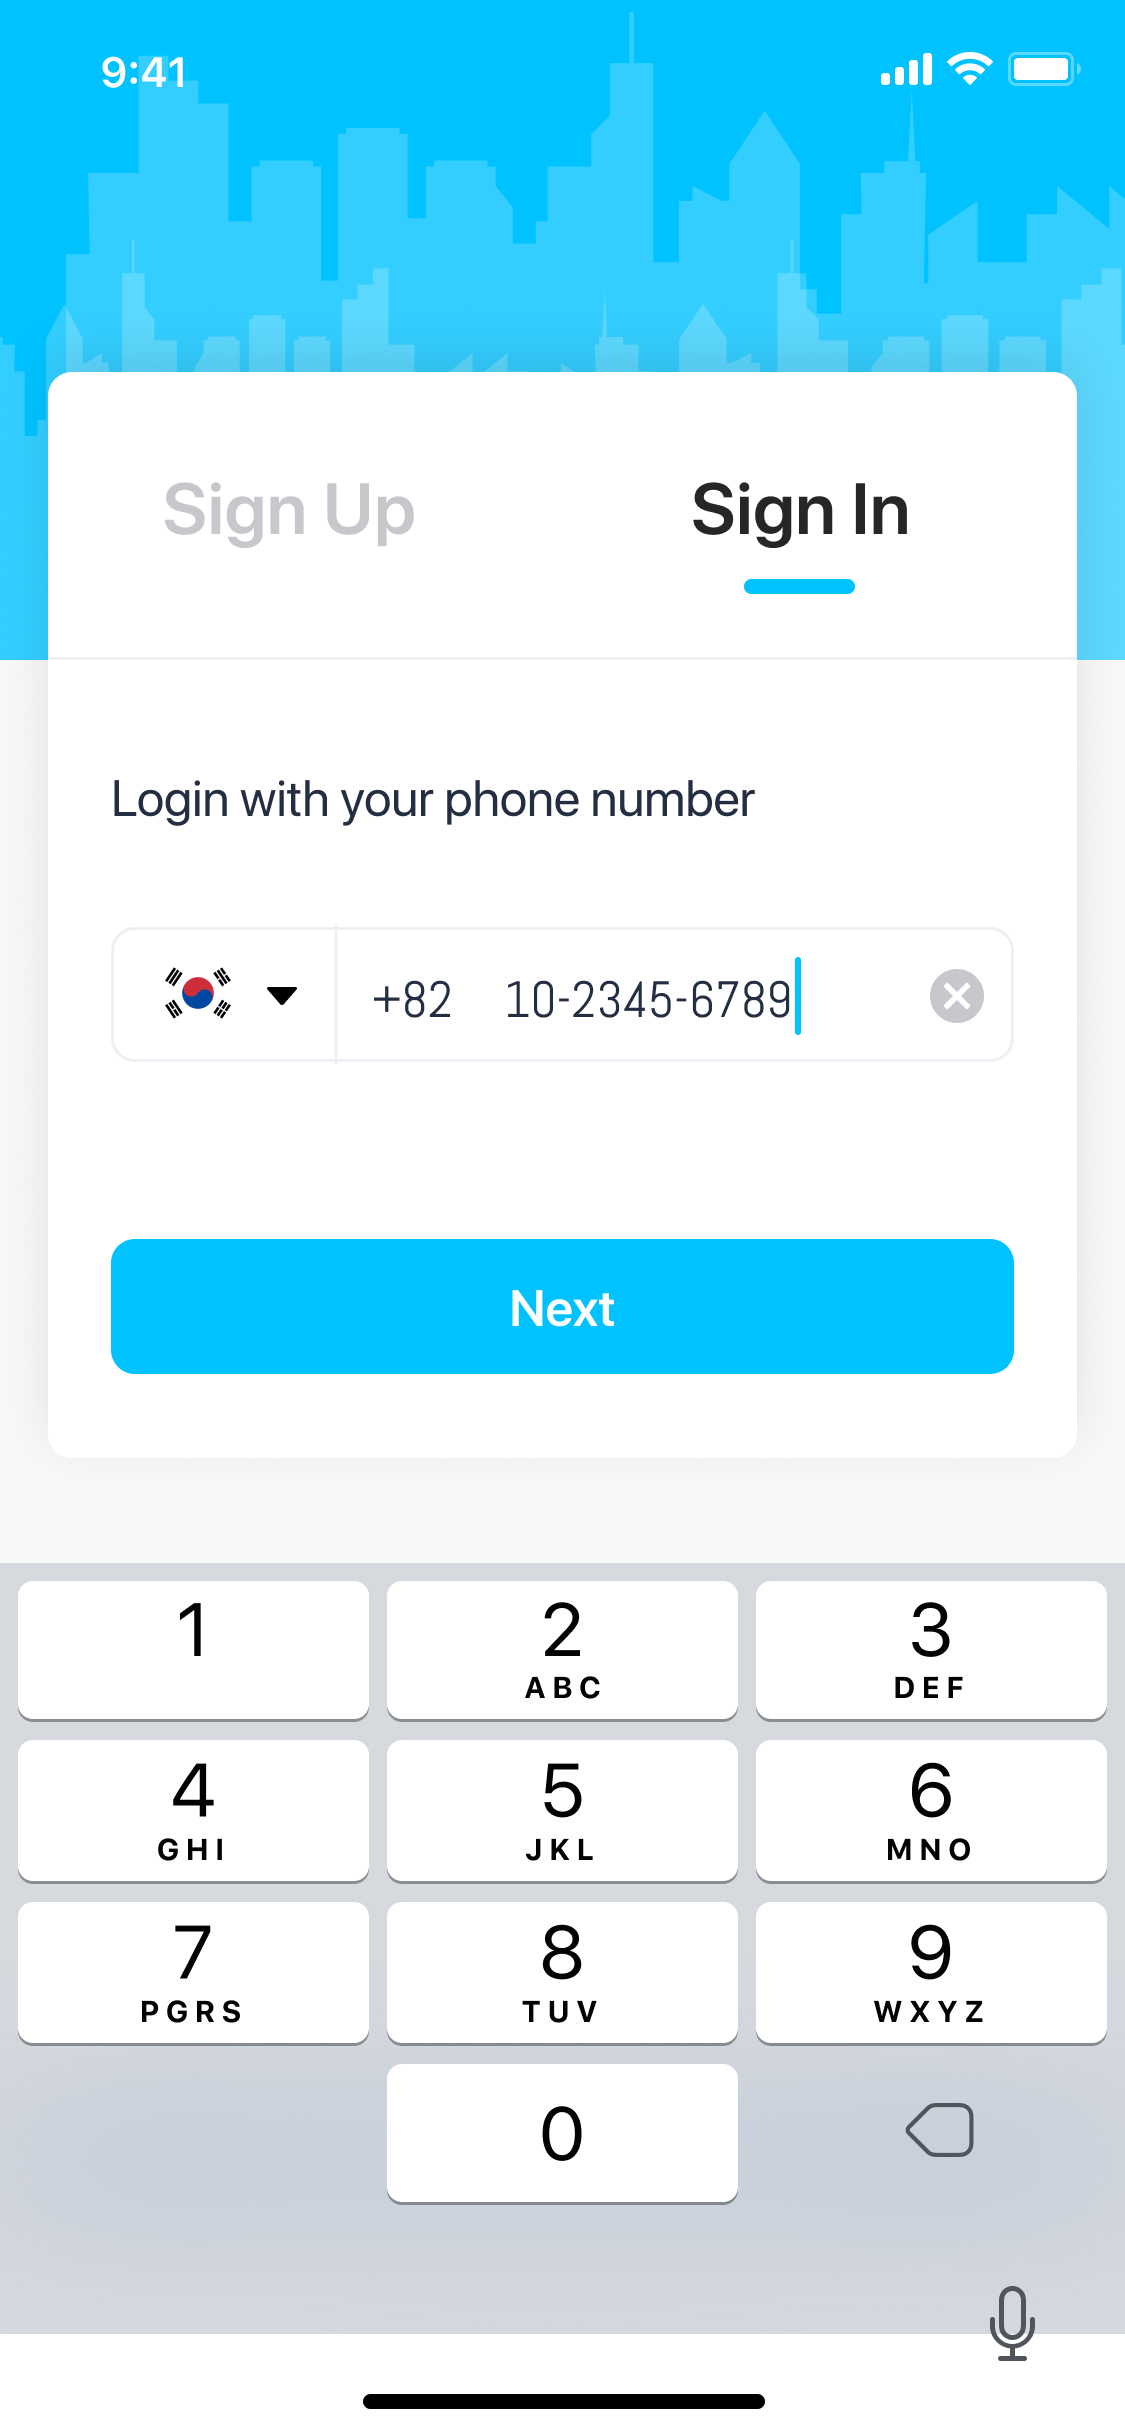 9:41
Sign Up Sign In
Login with your phone number
+82 10-2345-6789
Next
1 2 3
ABC DEF
4 5 6
GHI JKL MNO
7 8 9
PGRS TUV WXYZ
0